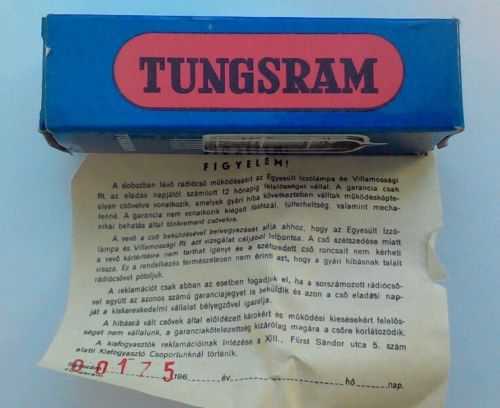 TUNGSRAM
FIGYELEM!
A dobozban lévő rádiócső működéséért az Egyesült Izzólámpa és Villamossági
Rt. az eladás napjától számított 12 hónapig felelősséget vállal. A garancia csak
olyan csövekre vonatkozik, amelyek gyári hiba következtében váltak működésképte-
lenné. A garancia nem vonatkozik kiégett fűtőszál, túlterheltség, valamint mecha-
nikai behatás által tönkrement csövekre.
A vevő a cső beküldésével beleegyezését adja ahhoz, hogy az Egyesült Izzó-
lámpa és Villamossági Rt. azt vizsgálat céljából felbontsa. A cső szétszedése miatt
a vevő kártérítésre nem tarthat igényt és a szétszedett cső roncsait nem kérheti
vissza. Ez a rendelkezés természetesen nem érinti azt, hogy a gyári hibásnak talált
rádiócsövet pótoljuk.
A reklamációt csak abban az esetben fogadjuk el, ha a sorszámozott rádiócső-
vel együtt az azonos számú garanciajegyet is beküldik és azon a cső eladási nap-
ját a kiskereskedelmi vállalat bélyegzővel igazolja.
A hibássá vált csövek által előidézett károkért és működési kiesésekért felelős-
séget nem vállalunk, a garanciakötelezettség kizárólag magára a csőre korlátozódik.
A kisfogyasztók reklamációinak intézése a XIII., Fürst Sándor utca 5. szám
alatti Kisfogyasztó Csoportunknál történik.
00175 196 év hó nap.